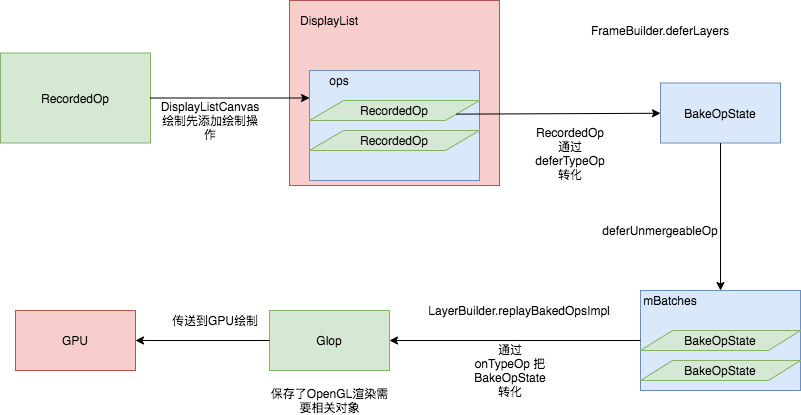 DisplayList
FrameBuilder.deferLayers
RecordedOp
DisplayListCanvas
绘制先添加绘制操
作
ops
RecordedOp
RecordedOp
RecordedOp
通过
deferTypeOp
转化
BakeOpState
deferUnmergeableOp
mBatches
BakeOpState
BakeOpState
LayerBuilder.replayBakedOpsImpl
通过
onTypeOp 把
BakeOpState
转化
Glop
保存了OpenGL渲染需
要相关对象
传送到GPU绘制
GPU